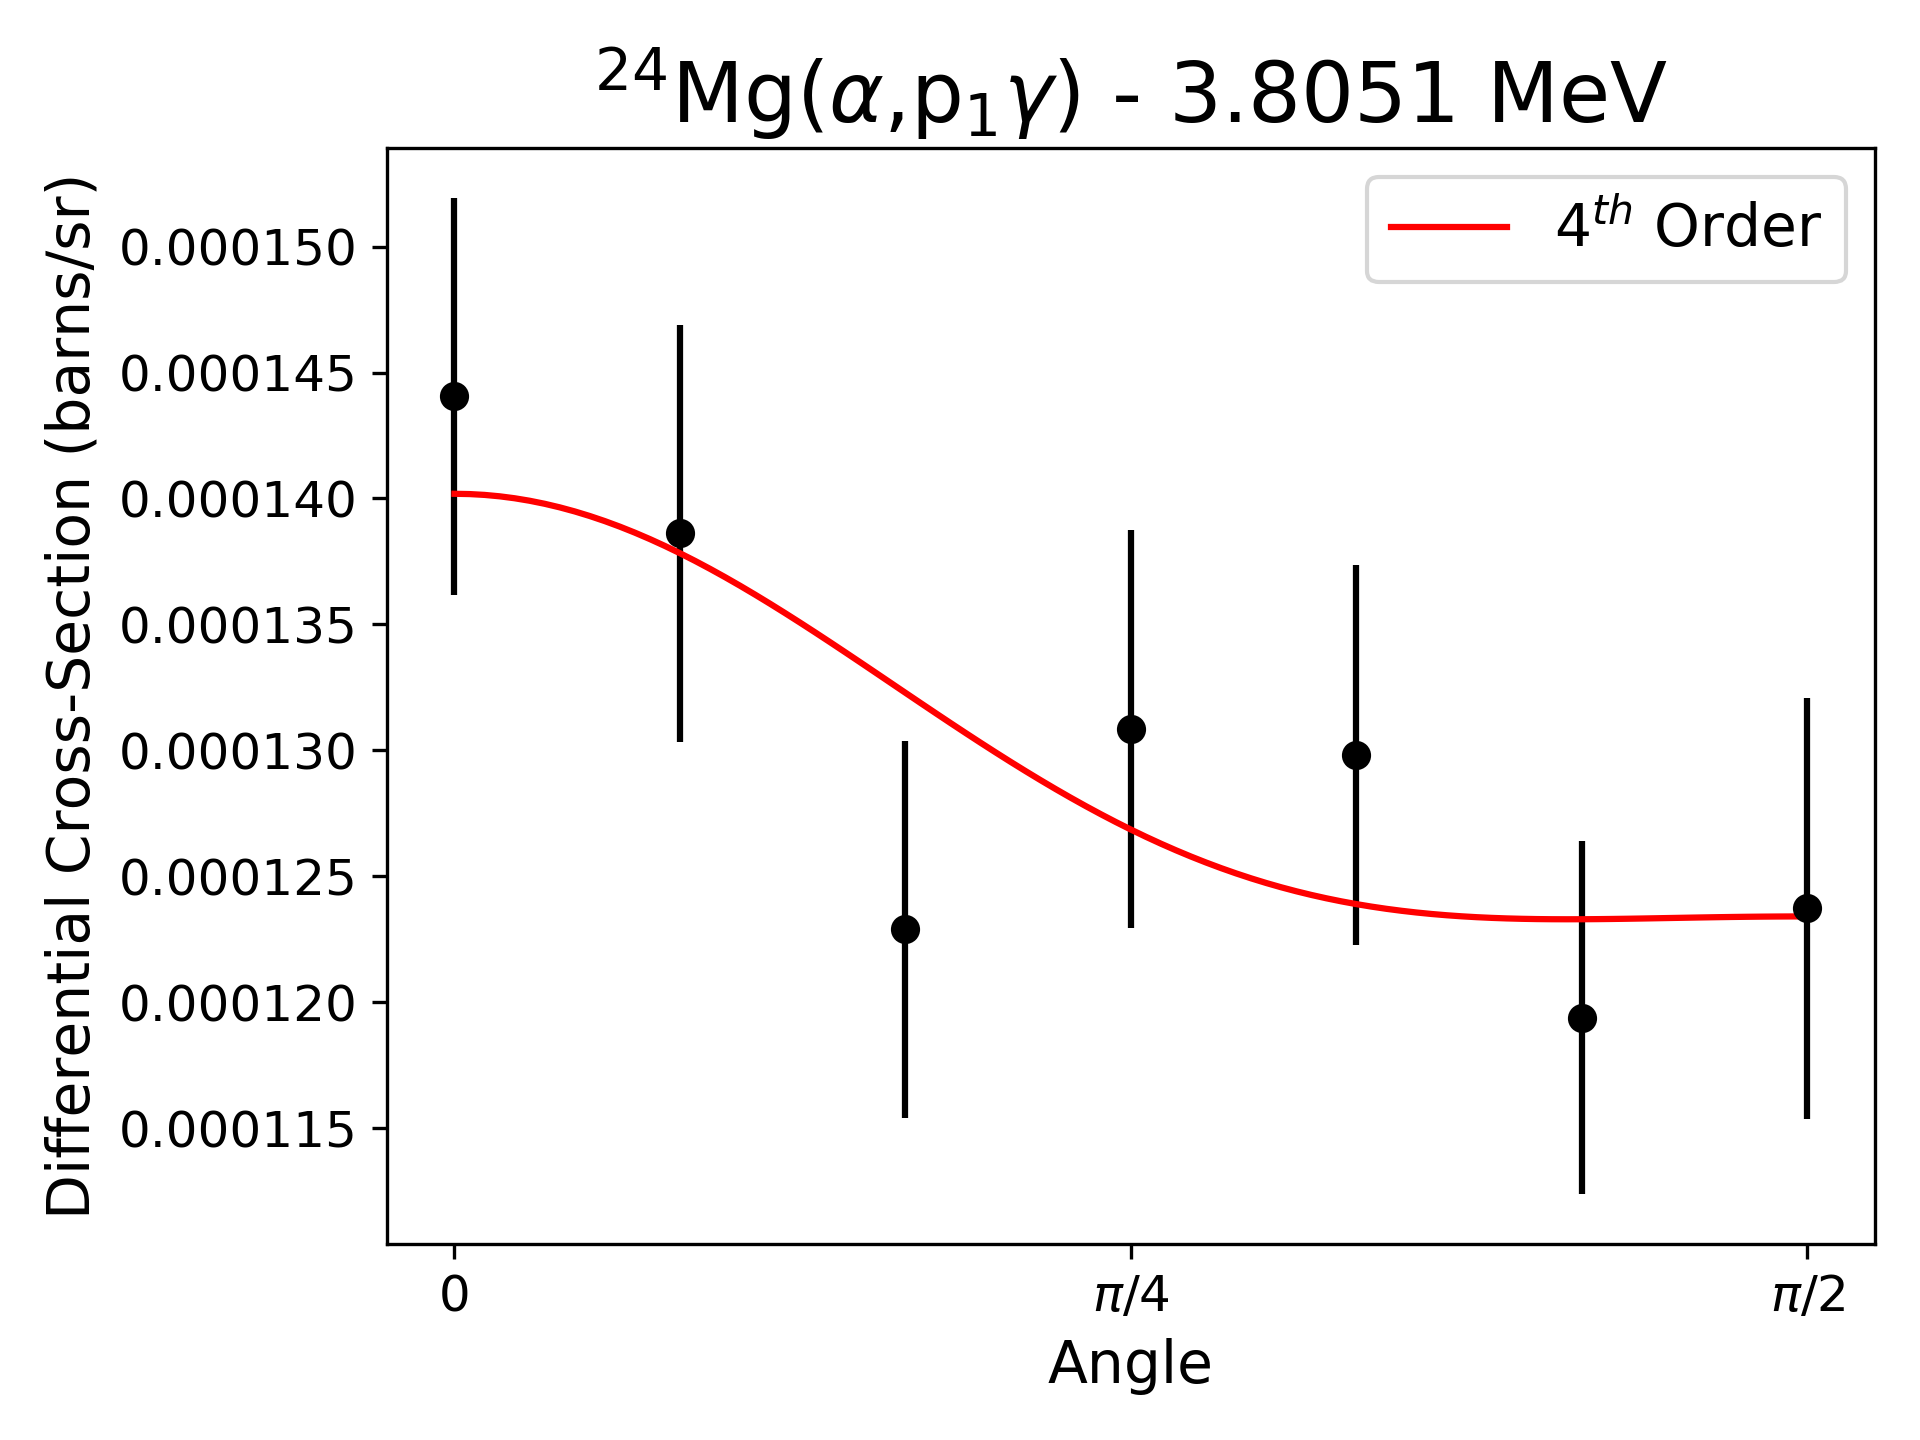 ²⁴Mg(α,p₁γ) - 3.8051 MeV
4ᵗʰ Order
Differential Cross-Section (barns/sr)
0.000150
0.000145
0.000140
0.000135
0.000130
0.000125
0.000120
0.000115
0
π/4
π/2
Angle